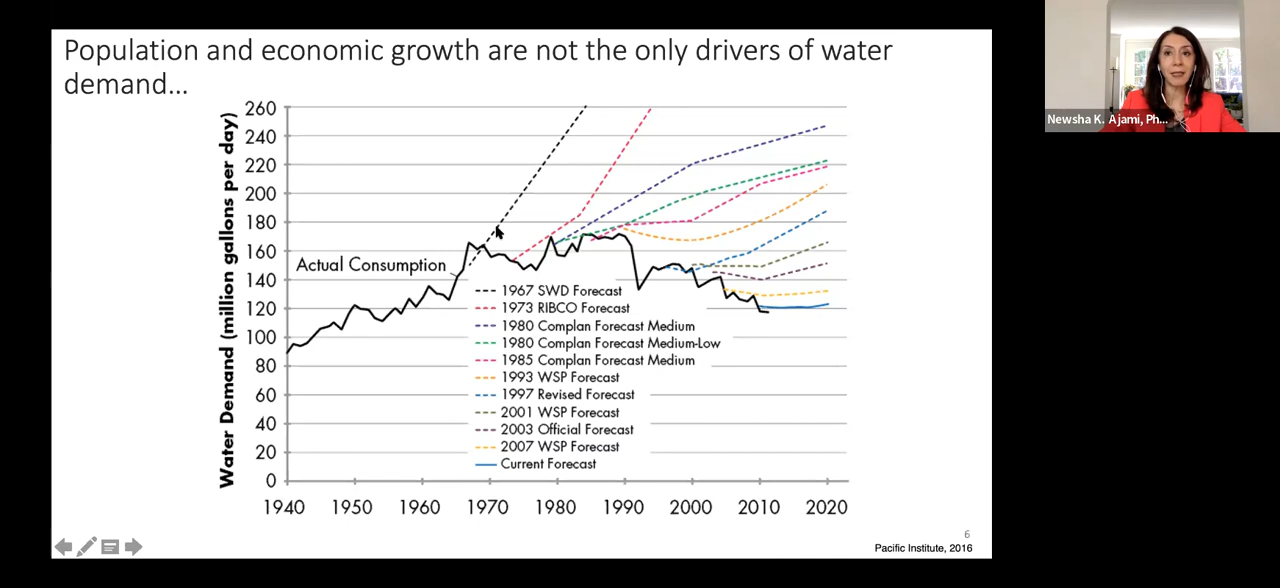 Population and economic growth are not the only drivers of water
demand...
Newsha K. Ajami, Ph...
Water Demand (million gallons per day)
260
240
220
200
180
160
140
120
100
80
60
40
20
0
Actual Consumption
1967 SWD Forecast
1973 RIBCO Forecast
1980 Complan Forecast Medium
1980 Complan Forecast Medium-Low
1985 Complan Forecast Medium
1993 WSP Forecast
1997 Revised Forecast
2001 WSP Forecast
2003 Official Forecast
2007 WSP Forecast
Current Forecast
1940 1950 1960 1970 1980 1990 2000 2010 2020
6
Pacific Institute, 2016